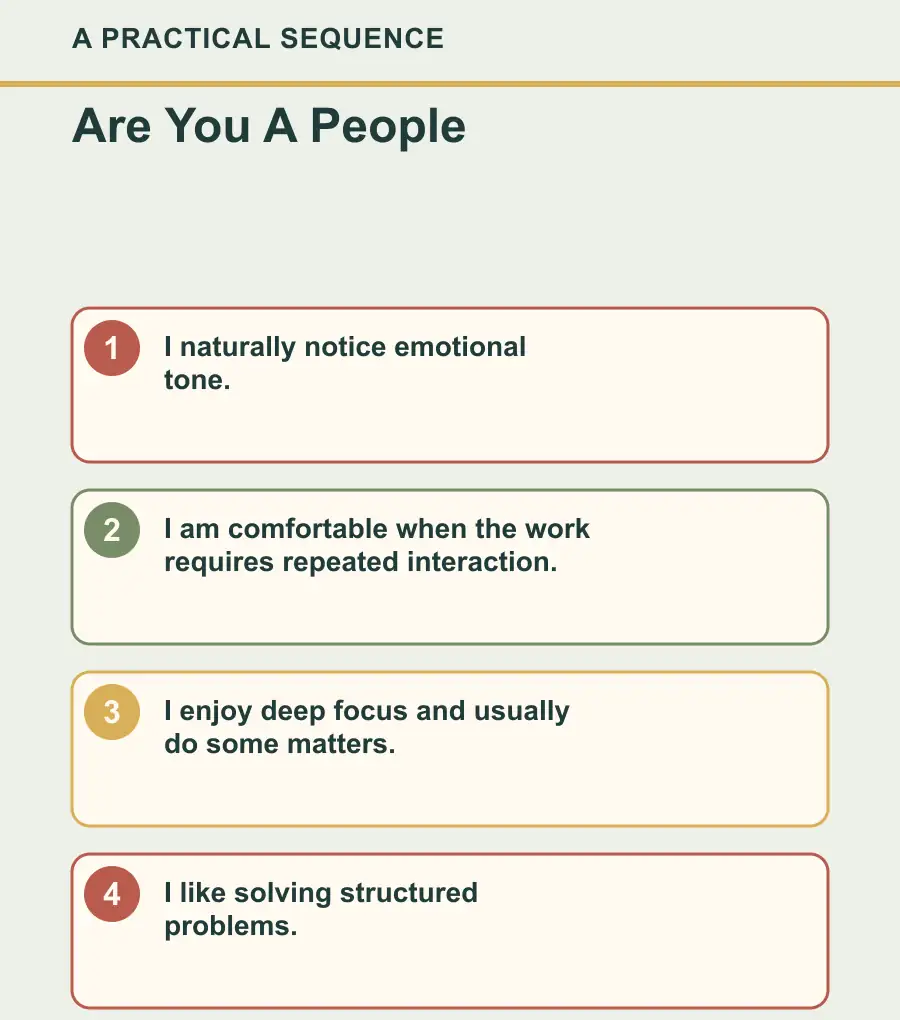 A PRACTICAL SEQUENCE
Are You A People
1
I naturally notice emotional
tone.
2
I am comfortable when the work
requires repeated interaction.
3
I enjoy deep focus and usually
do some matters.
4
I like solving structured
problems.